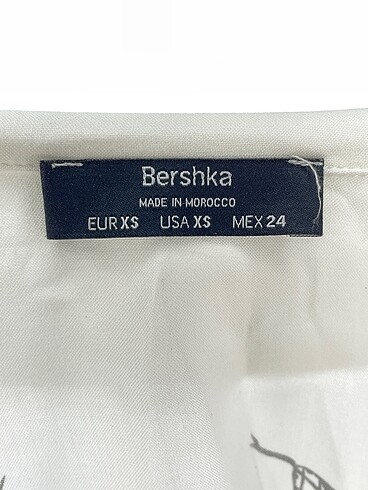 Bershka
MADE IN MOROCCO
EUR XS USA XS MEX 24